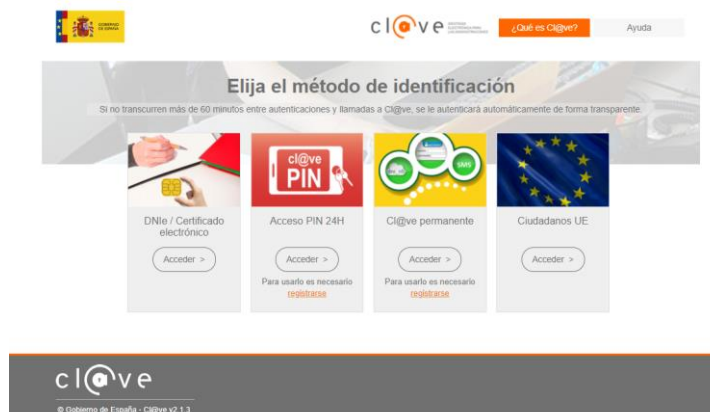 GOBIERNO
DE ESPAÑA
cl@ve
¿Qué es Cl@ve?
Ayuda
Elija el método de identificación
Si no transcurren más de 60 minutos entre autenticaciones y llamadas a Cl@ve, se le autenticará automáticamente de forma transparente.
cl@ve
PIN
SMS
DNIe / Certificado
electrónico
Acceder >
Acceso PIN 24H
Acceder >
Para usarlo es necesario
registrarse
Cl@ve permanente
Acceder >
Para usarlo es necesario
registrarse
Ciudadanos UE
Acceder >
cl@ve
© Gobierno de España - Cl@ve v2.1.3